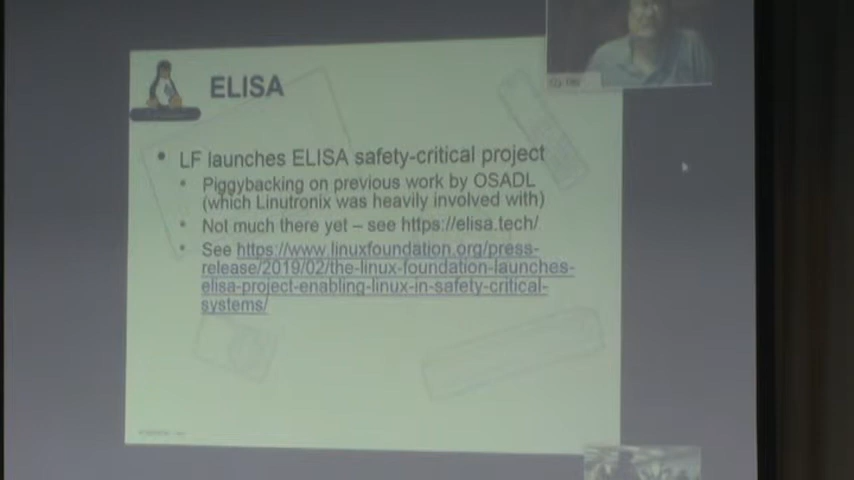 ELISA
• LF launches ELISA safety-critical project
• Piggybacking on previous work by OSADL
(which Linutronix was heavily involved with)
• Not much there yet – see https://elisa.tech/
• See https://www.linuxfoundation.org/press-
release/2019/02/the-linux-foundation-launches-
elisa-project-enabling-linux-in-safety-critical-
systems/